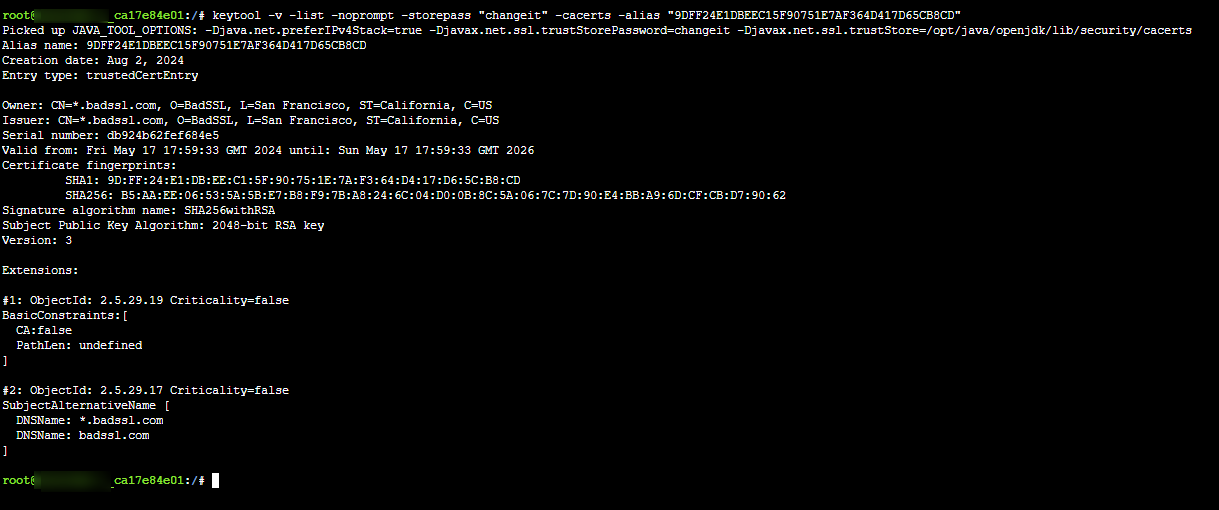 root@ _ca17e84e01:/# keytool -v -list -noprompt -storepass "changeit" -cacerts -alias "9DFF24E1DBEEC15F90751E7AF364D417D65CB8CD"
Picked up JAVA_TOOL_OPTIONS: -Djava.net.preferIPv4Stack=true -Djavax.net.ssl.trustStorePassword=changeit -Djavax.net.ssl.trustStore=/opt/java/openjdk/lib/security/cacerts
Alias name: 9DFF24E1DBEEC15F90751E7AF364D417D65CB8CD
Creation date: Aug 2, 2024
Entry type: trustedCertEntry

Owner: CN=*.badssl.com, O=BadSSL, L=San Francisco, ST=California, C=US
Issuer: CN=*.badssl.com, O=BadSSL, L=San Francisco, ST=California, C=US
Serial number: db924b62fef684e5
Valid from: Fri May 17 17:59:33 GMT 2024 until: Sun May 17 17:59:33 GMT 2026
Certificate fingerprints:
SHA1: 9D:FF:24:E1:DB:EE:C1:5F:90:75:1E:7A:F3:64:D4:17:D6:5C:B8:CD
SHA256: B5:AA:EE:06:53:5A:5B:E7:B8:F9:7B:A8:24:6C:04:D0:0B:8C:5A:06:7C:7D:90:E4:BB:A9:6D:CF:CB:D7:90:62
Signature algorithm name: SHA256withRSA
Subject Public Key Algorithm: 2048-bit RSA key
Version: 3

Extensions:

#1: ObjectId: 2.5.29.19 Criticality=false
BasicConstraints:[
CA:false
PathLen: undefined
]

#2: ObjectId: 2.5.29.17 Criticality=false
SubjectAlternativeName [
DNSName: *.badssl.com
DNSName: badssl.com
]

root@ _ca17e84e01:/#